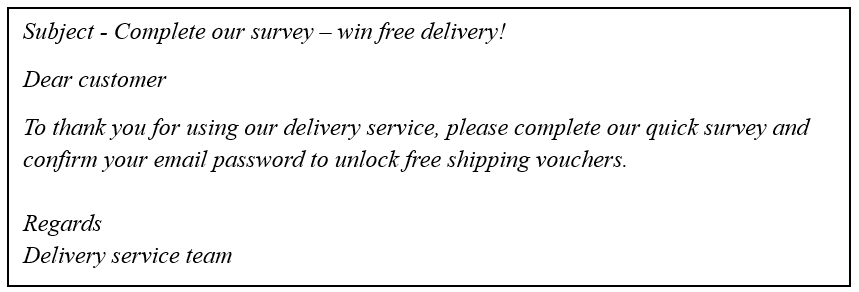 Subject - Complete our survey – win free delivery!
Dear customer
To thank you for using our delivery service, please complete our quick survey and
confirm your email password to unlock free shipping vouchers.
Regards
Delivery service team